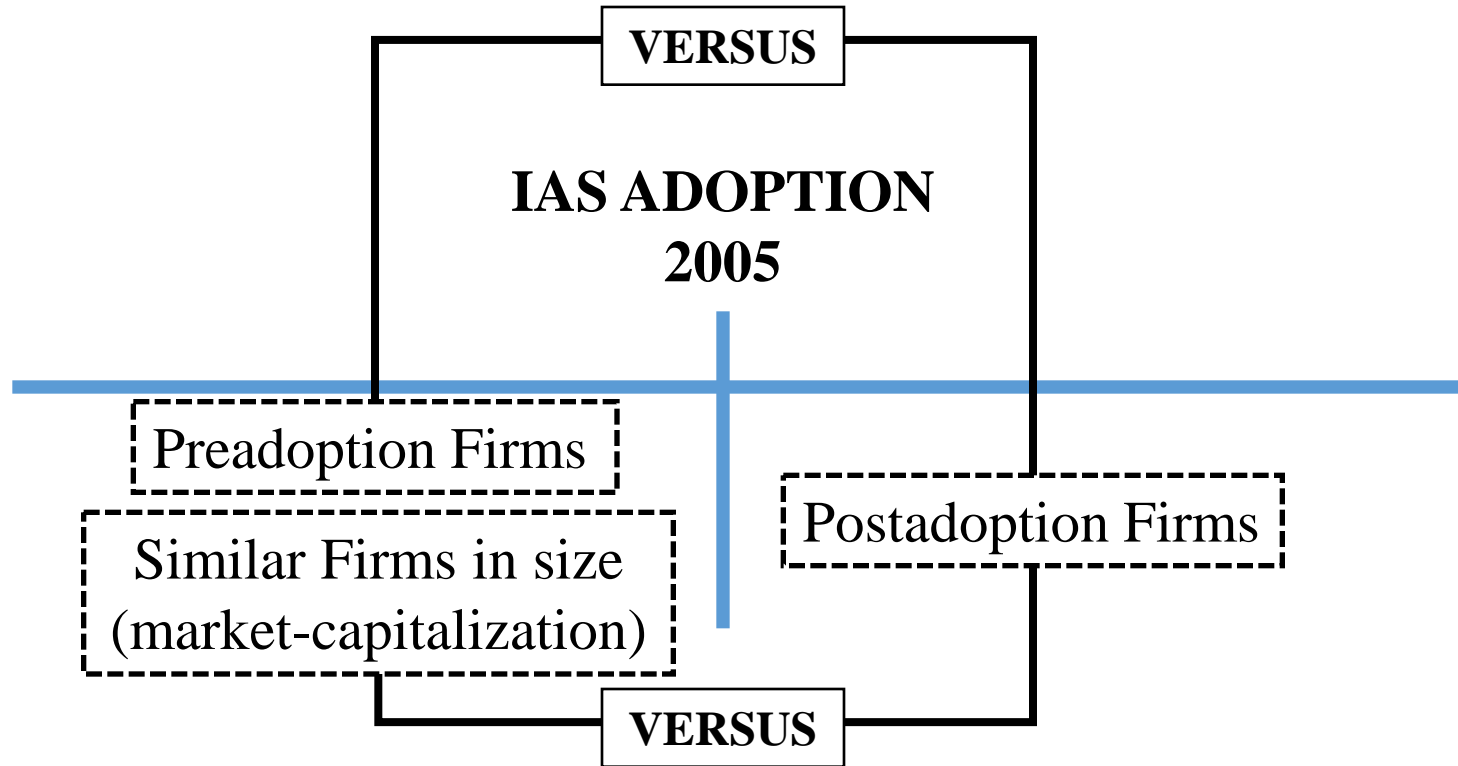 VERSUS
IAS ADOPTION
2005
Preadoption Firms
Similar Firms in size
(market-capitalization)
Postadoption Firms
VERSUS